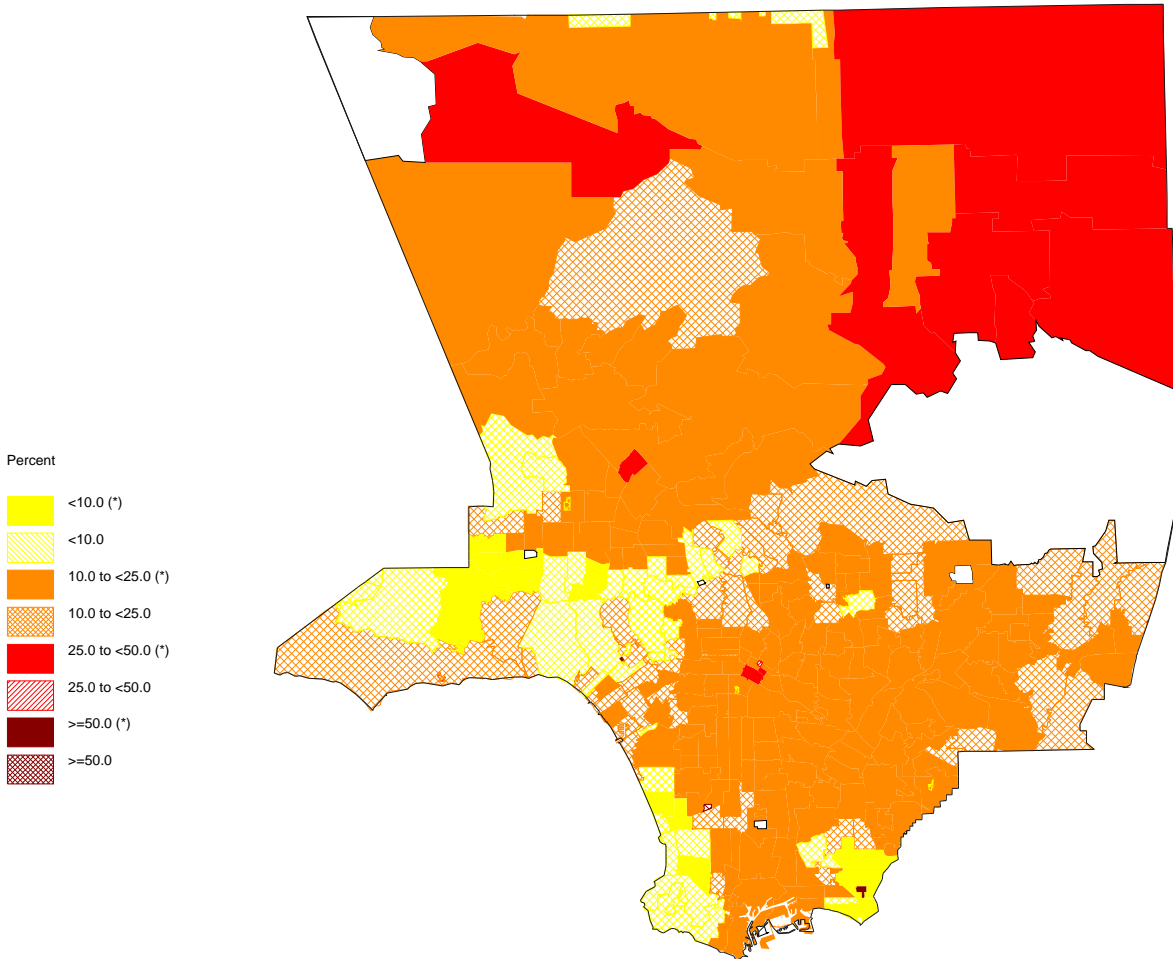 Percent
<10.0 (*)
<10.0
10.0 to <25.0 (*)
10.0 to <25.0
25.0 to <50.0 (*)
25.0 to <50.0
>=50.0 (*)
>=50.0